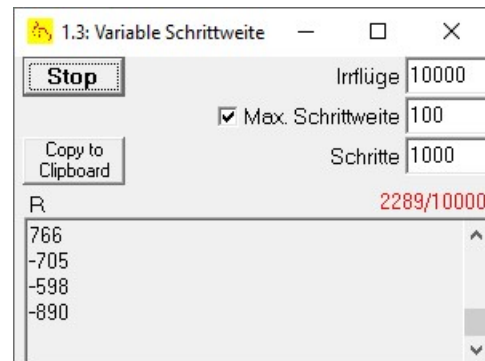 1.3: Variable Schrittweite
Stop
Irrflüge 10000
Max. Schrittweite 100
Copy to
Clipboard
Schritte 1000
R 2289/10000
766
-705
-598
-890